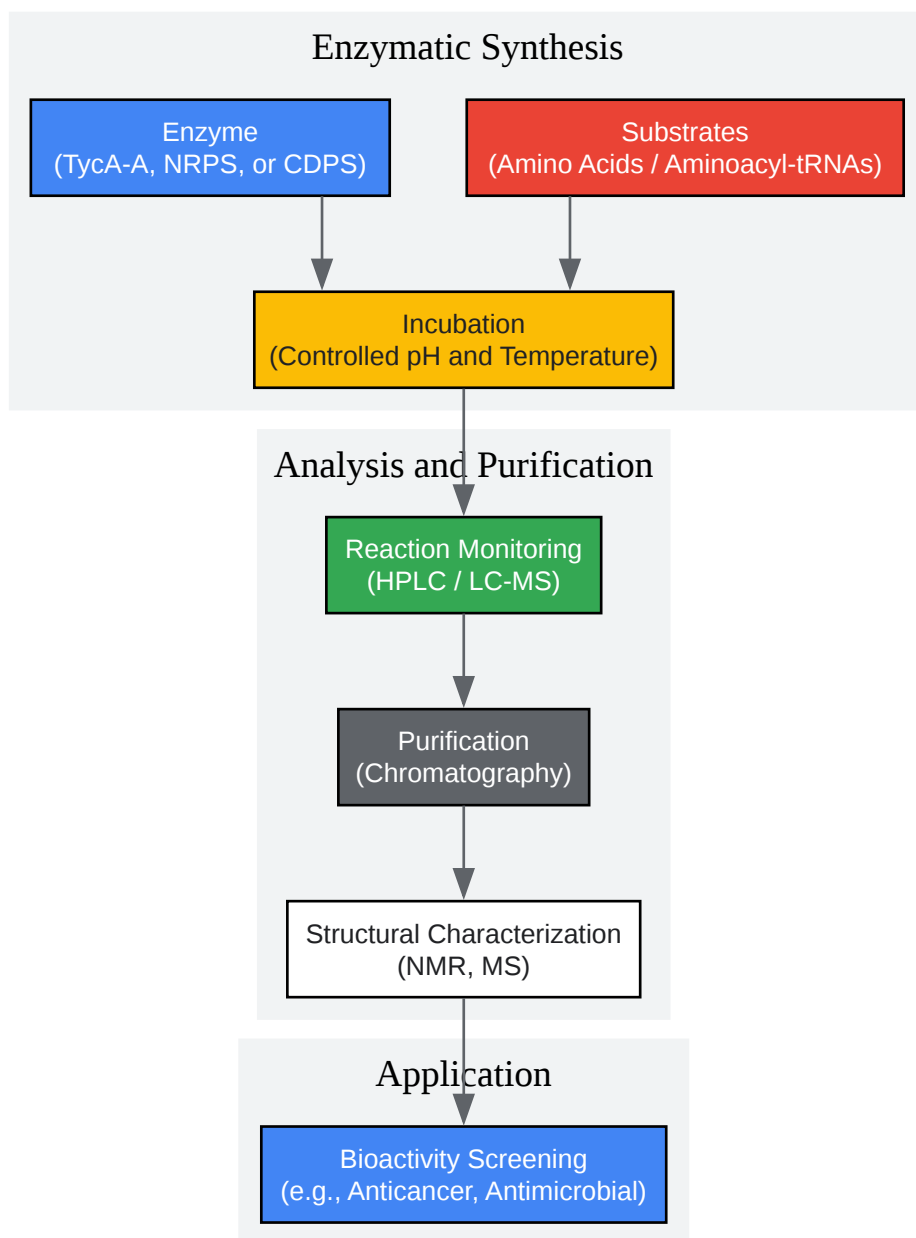 Enzymatic Synthesis
Enzyme
(TycA-A, NRPS, or CDPS)
Substrates
(Amino Acids / Aminoacyl-tRNAs)
Incubation
(Controlled pH and Temperature)
Analysis and Purification
Reaction Monitoring
(HPLC / LC-MS)
Purification
(Chromatography)
Structural Characterization
(NMR, MS)
Application
Bioactivity Screening
(e.g., Anticancer, Antimicrobial)